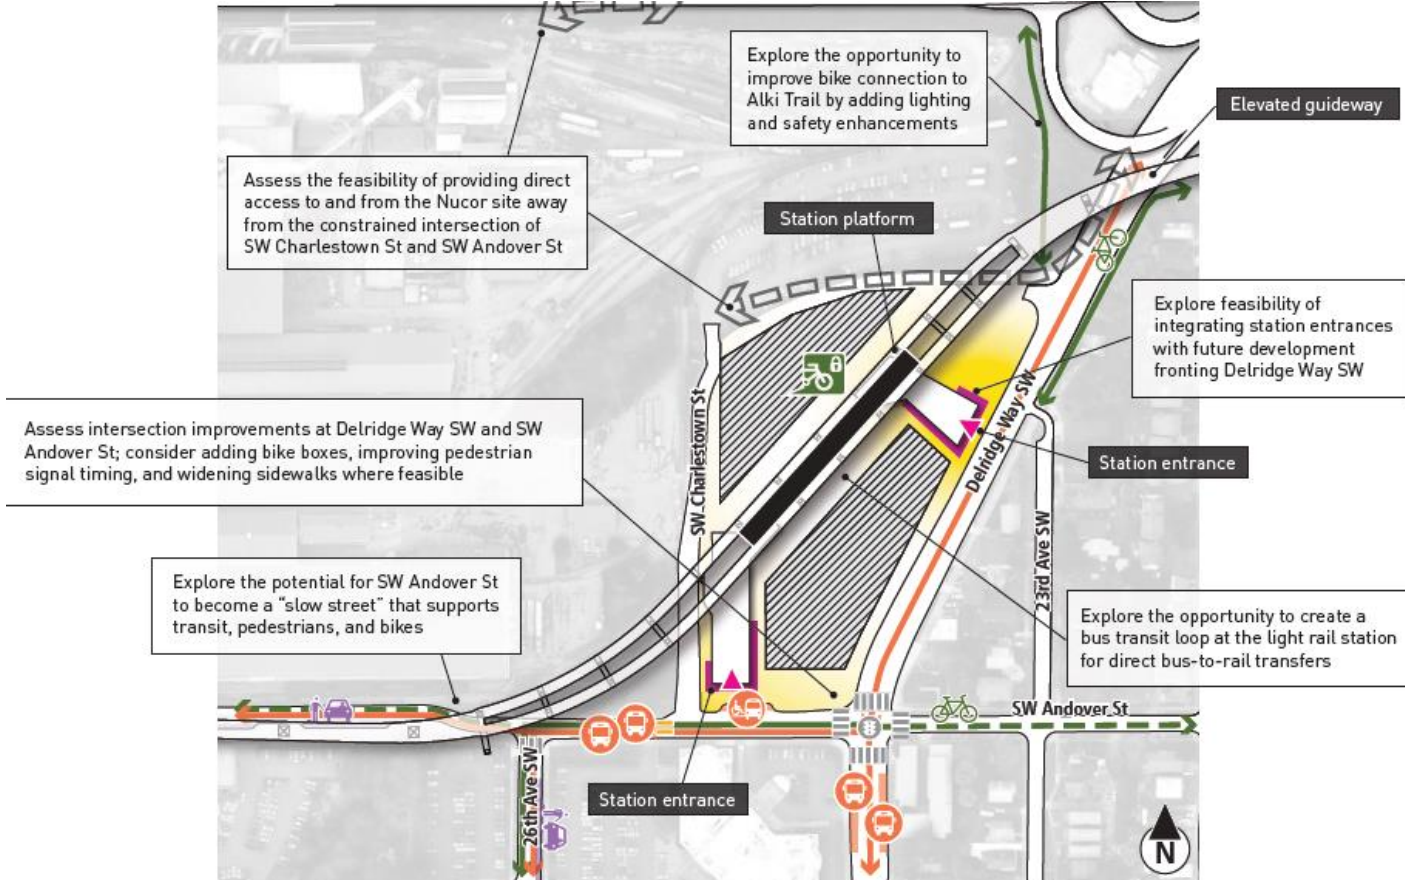 Explore the opportunity to
improve bike connection to
Alki Trail by adding lighting
and safety enhancements
Elevated guideway
Assess the feasibility of providing direct
access to and from the Nucor site away
from the constrained intersection of
SW Charlestown St and SW Andover St
Station platform
Explore feasibility of
integrating station entrances
with future development
fronting Delridge Way SW
SW Charlestown St
Delridge Way SW
Assess intersection improvements at Delridge Way SW and SW
Andover St; consider adding bike boxes, improving pedestrian
signal timing, and widening sidewalks where feasible
Station entrance
23rd Ave SW
Explore the potential for SW Andover St
to become a “slow street” that supports
transit, pedestrians, and bikes
Explore the opportunity to create a
bus transit loop at the light rail station
for direct bus-to-rail transfers
SW Andover St
26th Ave SW
Station entrance
N